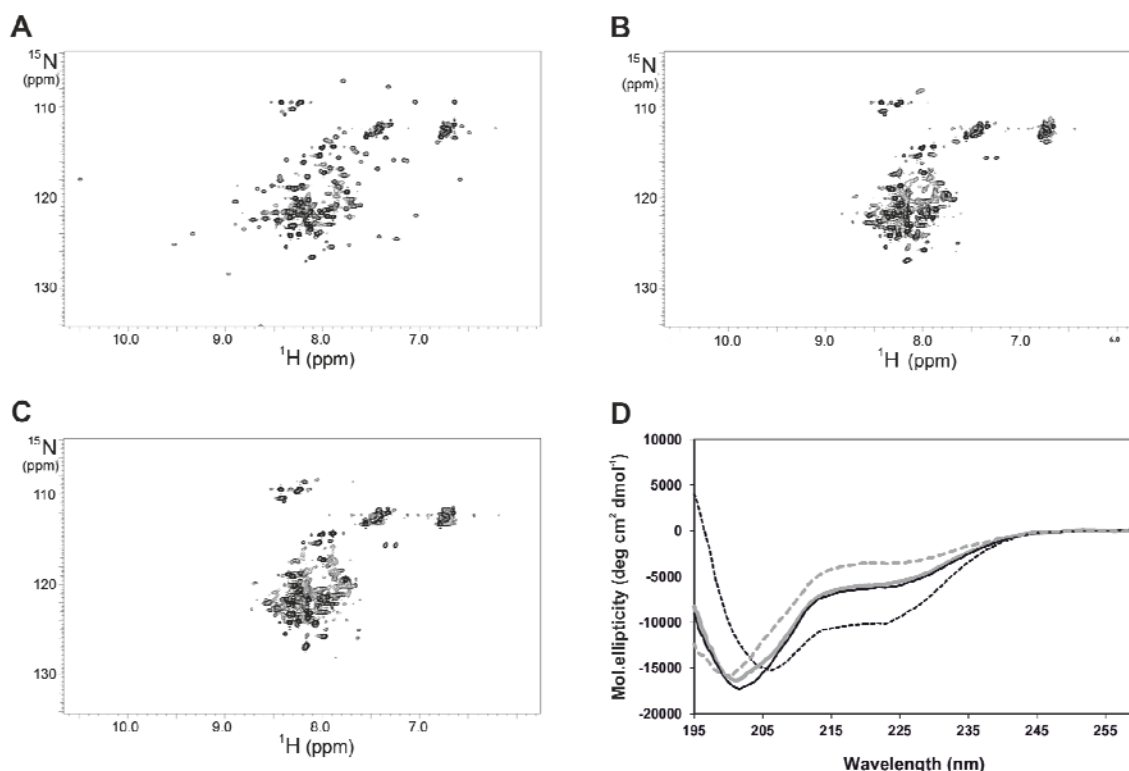 A
15N
(ppm)
110
120
130
10.0 9.0 8.0 7.0
1H (ppm)
B
15N
(ppm)
110
120
130
10.0 9.0 8.0 7.0 6.0
1H (ppm)
C
15N
(ppm)
110
120
130
10.0 9.0 8.0 7.0
1H (ppm)
D
Mol.ellipticity (deg cm2 dmol-1)
10000
5000
0
-5000
-10000
-15000
-20000
195 205 215 225 235 245 255
Wavelength (nm)